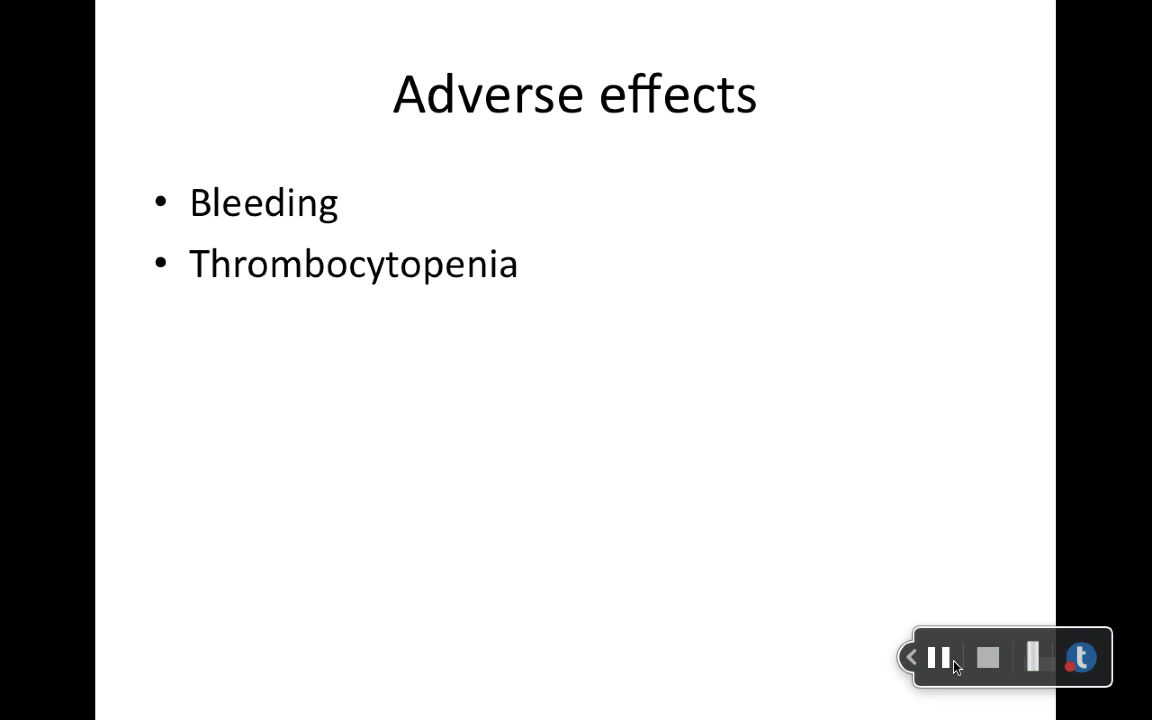 Adverse effects
• Bleeding
• Thrombocytopenia
t